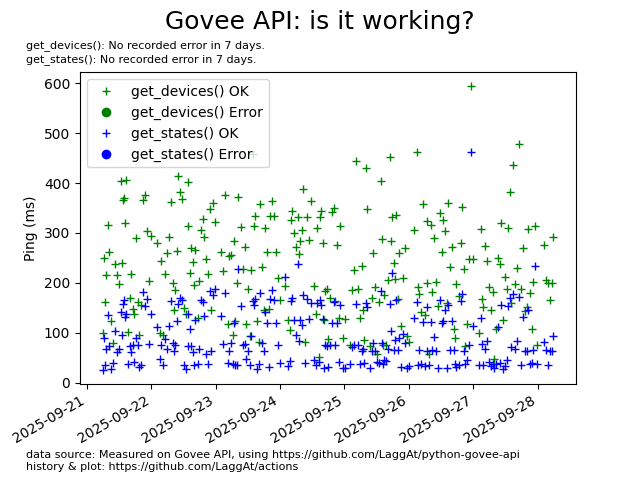 Govee API: is it working?
get_devices(): No recorded error in 7 days.
get_states(): No recorded error in 7 days.
get_devices() OK
get_devices() Error
get_states() OK
get_states() Error
Ping (ms)
600
500
400
300
200
100
0
2025-09-21
2025-09-22
2025-09-23
2025-09-24
2025-09-25
2025-09-26
2025-09-27
2025-09-28
data source: Measured on Govee API, using https://github.com/LaggAt/python-govee-api
history & plot: https://github.com/LaggAt/actions